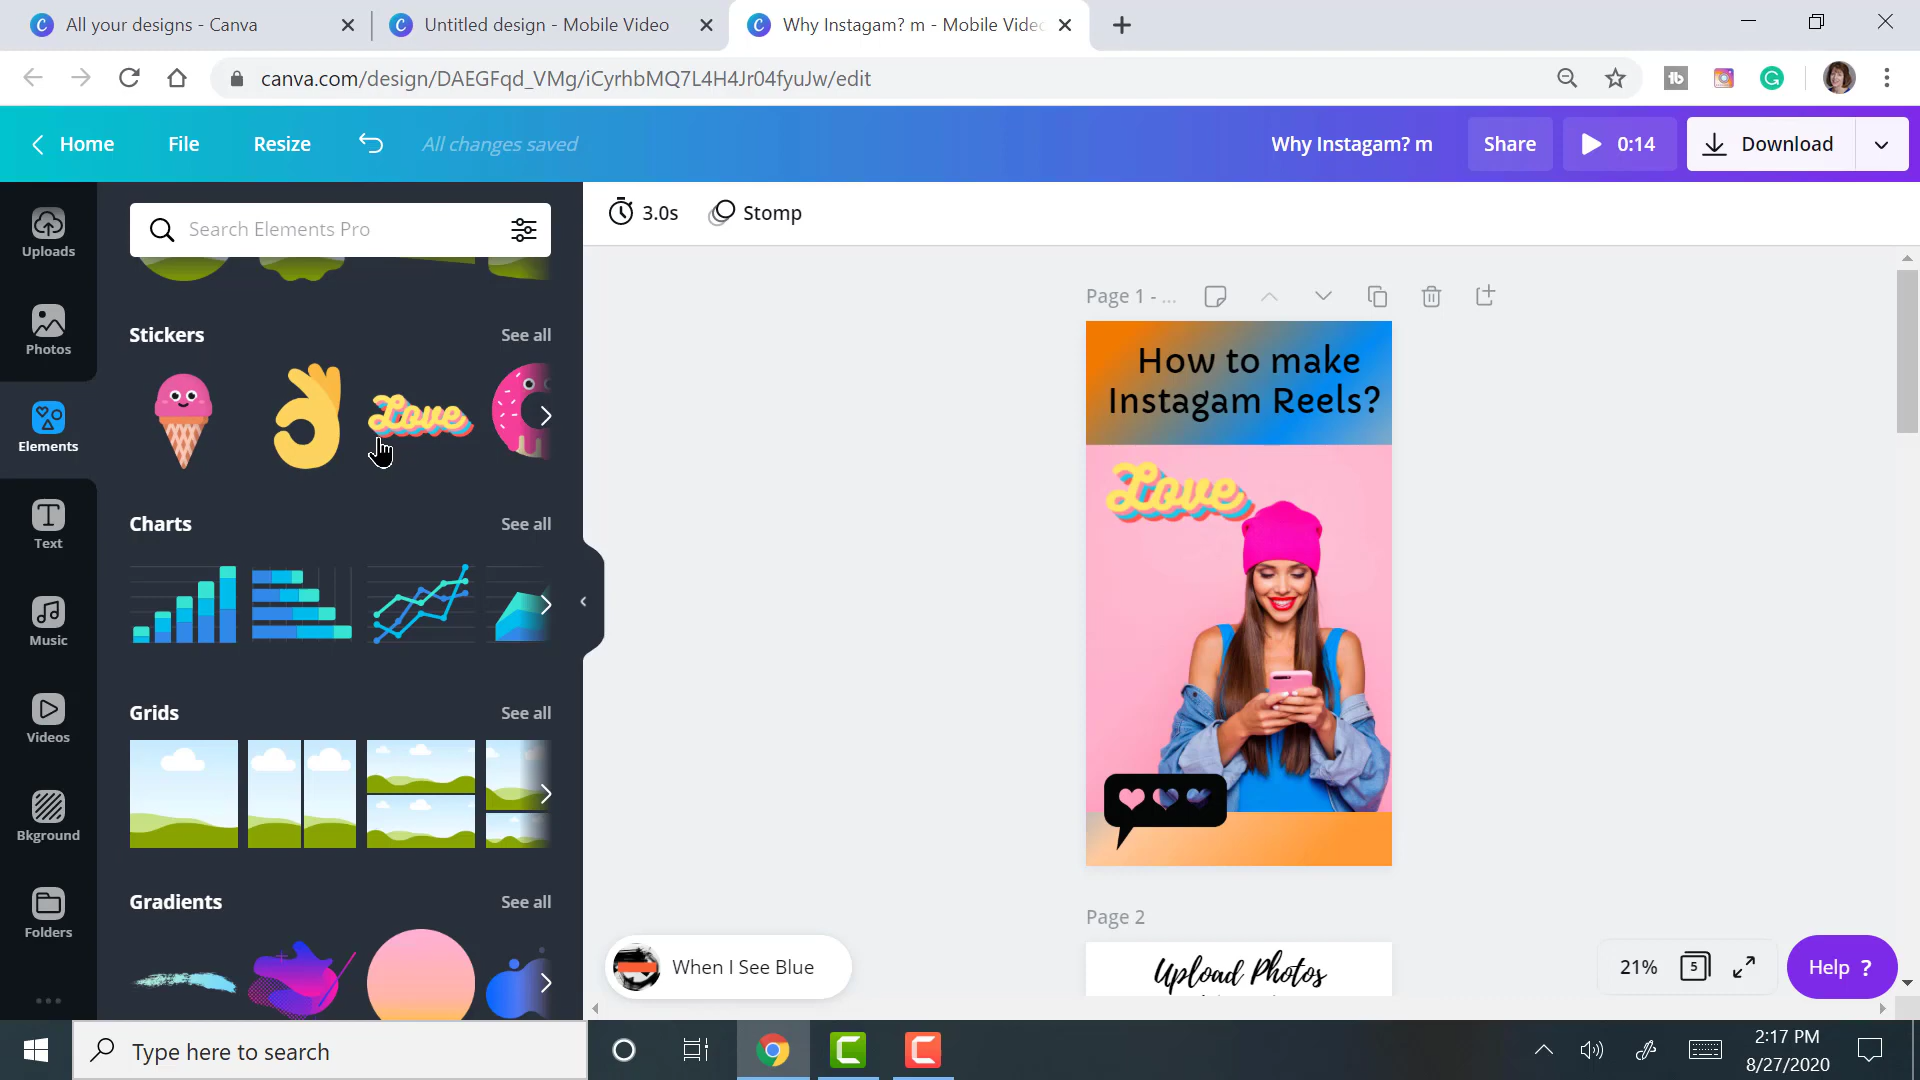 All your designs - Canva
Untitled design - Mobile Video
Why Instagam? m - Mobile Vide
canva.com/design/DAEGFqd_VMg/iCyrhbMQ7L4H4Jr04fyuJw/edit
Home
File
Resize
All changes saved
Why Instagam? m
Share
0:14
Download
Uploads
Photos
Elements
Text
Music
Videos
Bkground
Folders
Search Elements Pro
Stickers
See all
Love
Charts
See all
Grids
See all
Gradients
See all
3.0s
Stomp
Page 1 - ...
How to make
Instagam Reels?
Love
Page 2
Upload Photos
When I See Blue
21%
5
Help ?
Type here to search
2:17 PM
8/27/2020